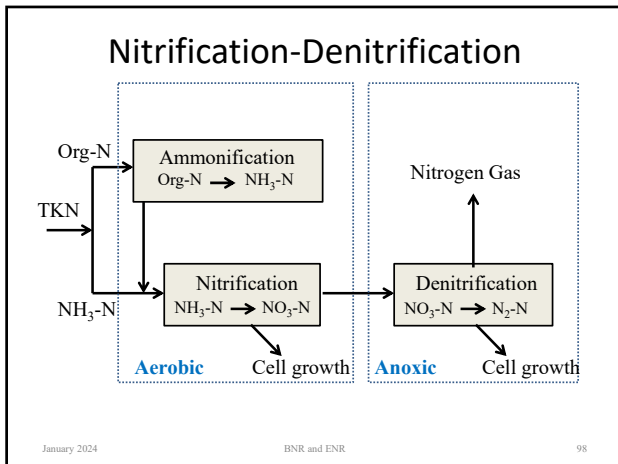 Nitrification-Denitrification
Org-N
TKN
NH3-N
Ammonification
Org-N → NH3-N
Nitrification
NH3-N → NO3-N
Cell growth
Aerobic
Nitrogen Gas
Denitrification
NO3-N → N2-N
Cell growth
Anoxic
January 2024
BNR and ENR
98